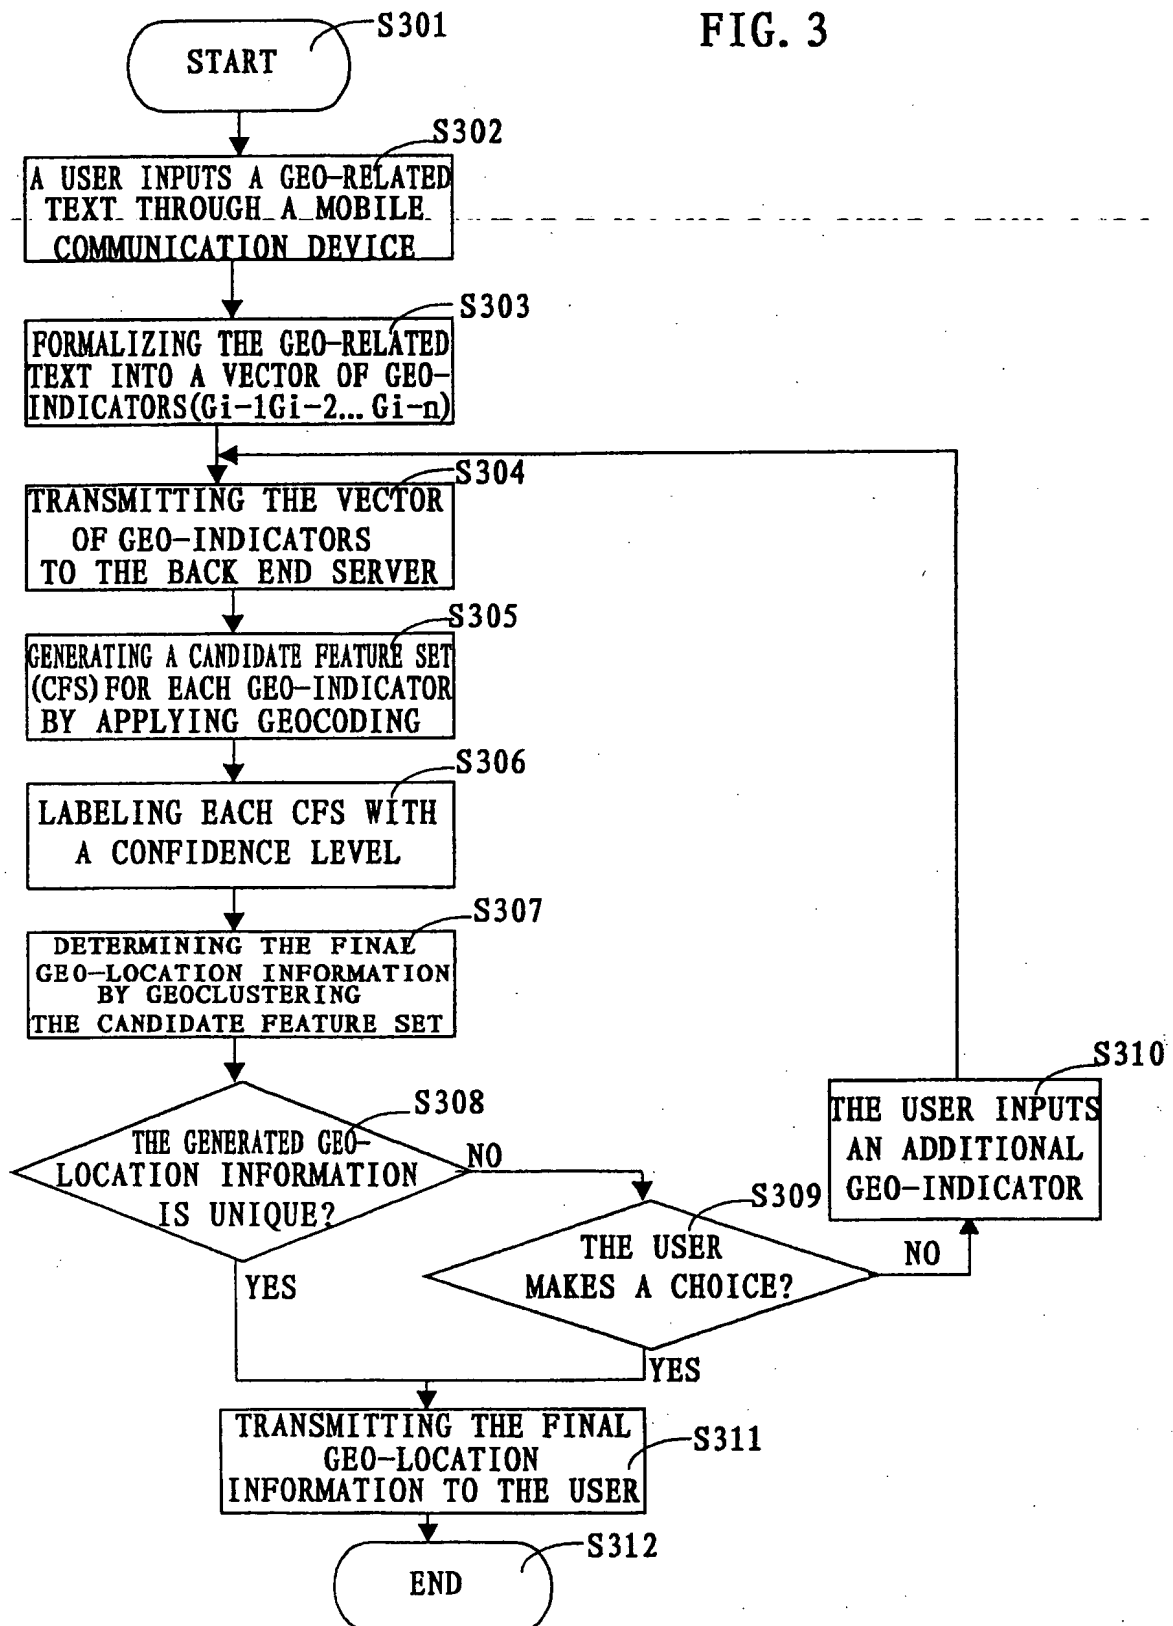 FIG. 3
S301
START
S302
A USER INPUTS A GEO-RELATED
TEXT THROUGH A MOBILE
COMMUNICATION DEVICE
S303
FORMALIZING THE GEO-RELATED
TEXT INTO A VECTOR OF GEO-
INDICATORS(Gi-1Gi-2... Gi-n)
S304
TRANSMITTING THE VECTOR
OF GEO-INDICATORS
TO THE BACK END SERVER
S305
GENERATING A CANDIDATE FEATURE SET
(CFS)FOR EACH GEO-INDICATOR
BY APPLYING GEOCODING
S306
LABELING EACH CFS WITH
A CONFIDENCE LEVEL
S307
DETERMINING THE FINAL
GEO-LOCATION INFORMATION
BY GEOCLUSTERING
THE CANDIDATE FEATURE SET
S308
THE GENERATED GEO-
LOCATION INFORMATION
IS UNIQUE?
NO
YES
S309
THE USER
MAKES A CHOICE?
NO
YES
S310
THE USER INPUTS
AN ADDITIONAL
GEO-INDICATOR
S311
TRANSMITTING THE FINAL
GEO-LOCATION
INFORMATION TO THE USER
S312
END